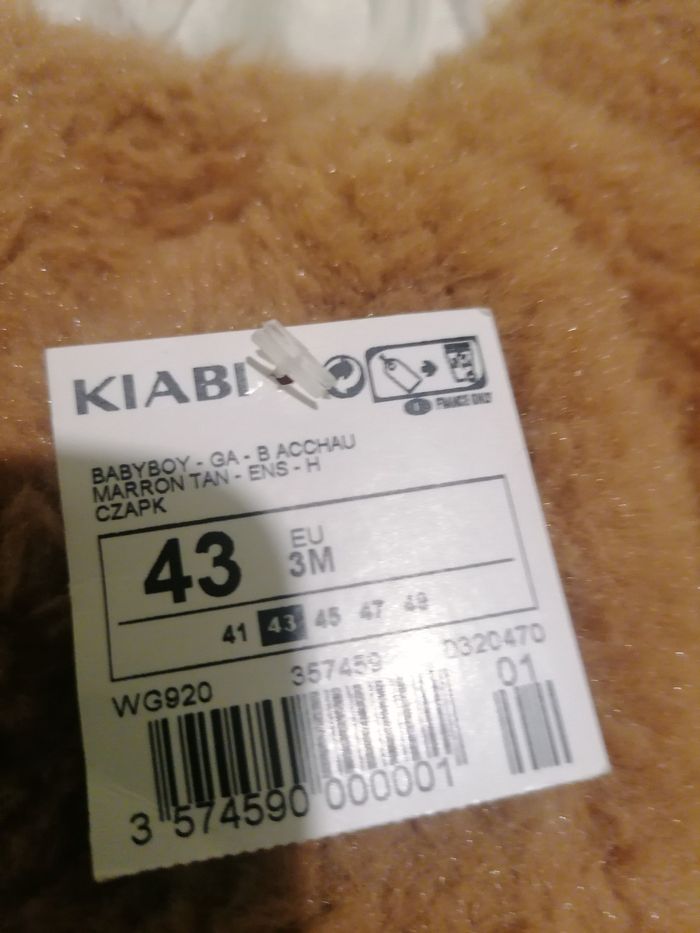 KIABI
FRANCE ONLY
BABYBOY - GA - B ACCHAU
MARRON TAN - ENS - H
CZAPK
43 EU
3M
41 43 45 47 49
357459 0320470
WG920 01
3 574590 000001